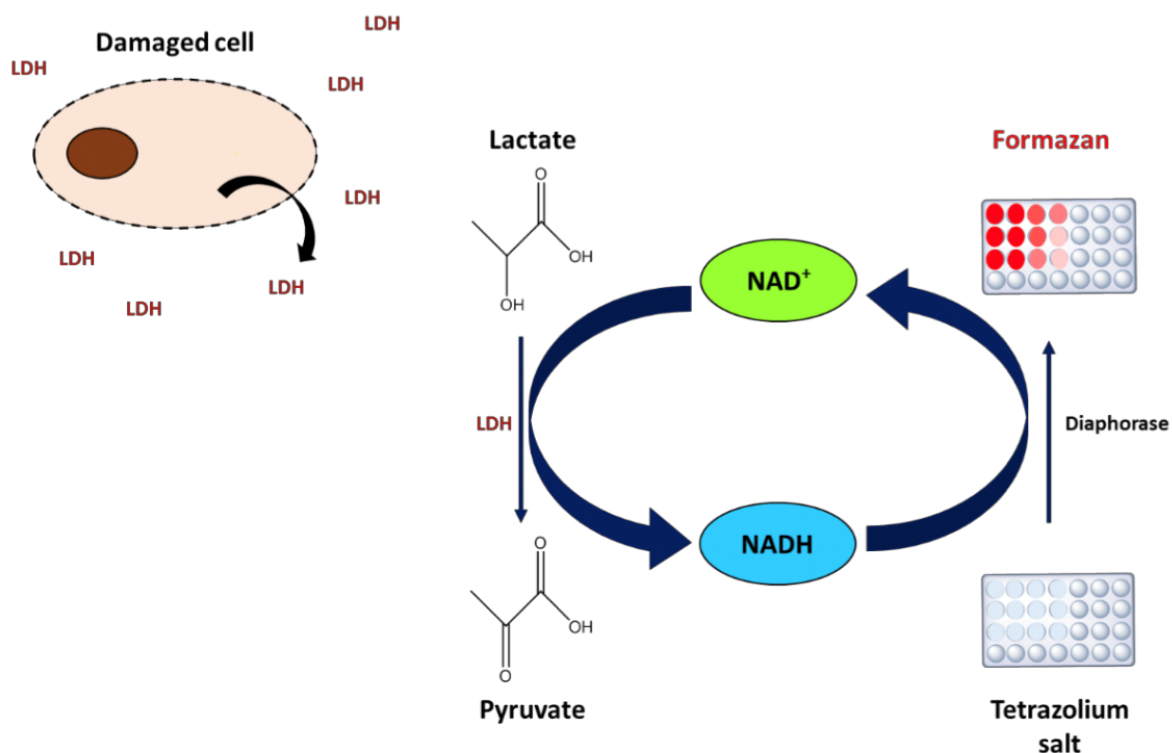 Damaged cell
LDH
LDH
LDH
LDH
LDH
LDH
LDH
Lactate
O
OH
OH
LDH
O
OH
O
Pyruvate
NAD⁺
NADH
Formazan
Diaphorase
Tetrazolium
salt